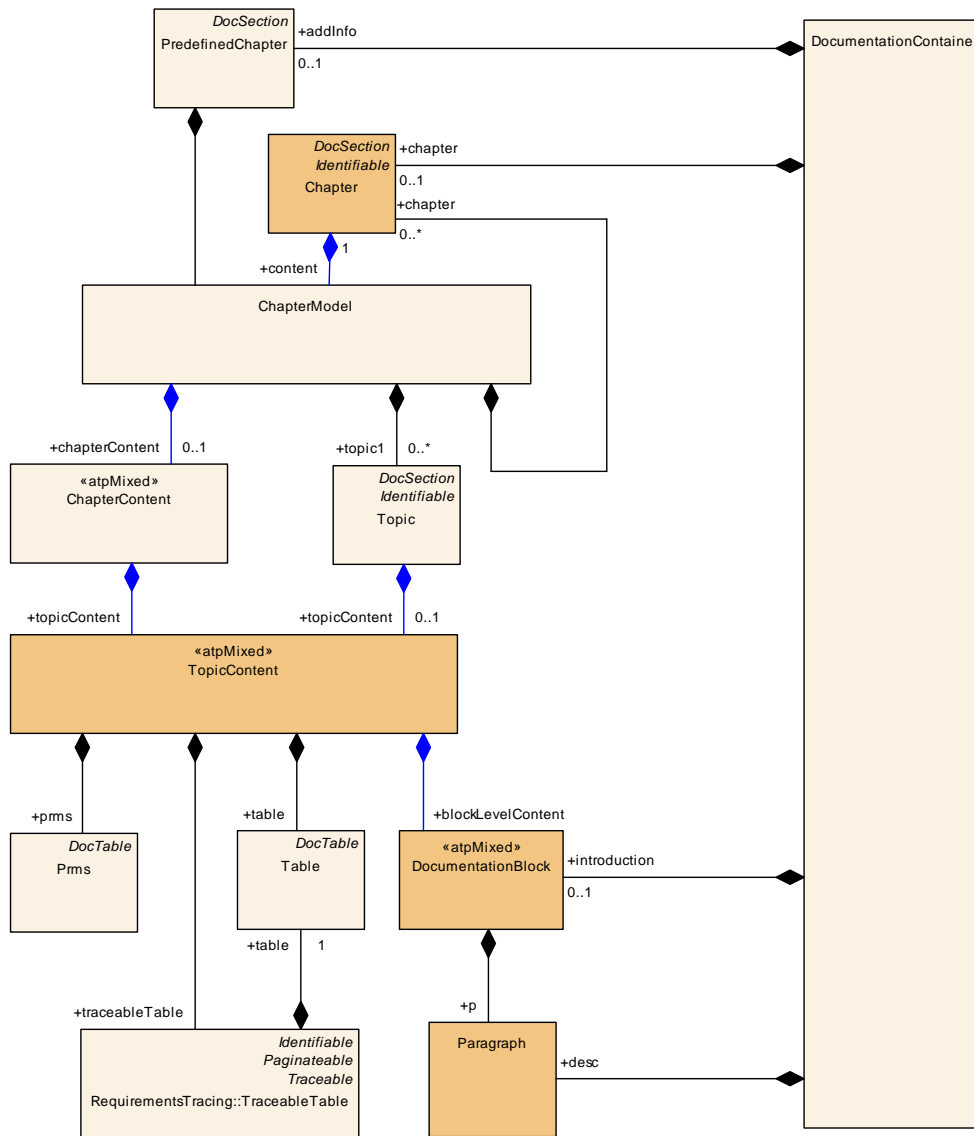 DocSection
PredefinedChapter
+addInfo
0..1
DocumentationContaine
DocSection
Identifiable
Chapter
+chapter
0..1
+chapter
0..*
1
+content
ChapterModel
+chapterContent
0..1
+topic1
0..*
«atpMixed»
ChapterContent
DocSection
Identifiable
Topic
+topicContent
+topicContent
0..1
«atpMixed»
TopicContent
+prms
+table
+blockLevelContent
DocTable
Prms
DocTable
Table
«atpMixed»
DocumentationBlock
+introduction
0..1
+table
1
+p
+traceableTable
Identifiable
Paginateable
Traceable
RequirementsTracing::TraceableTable
Paragraph
+desc